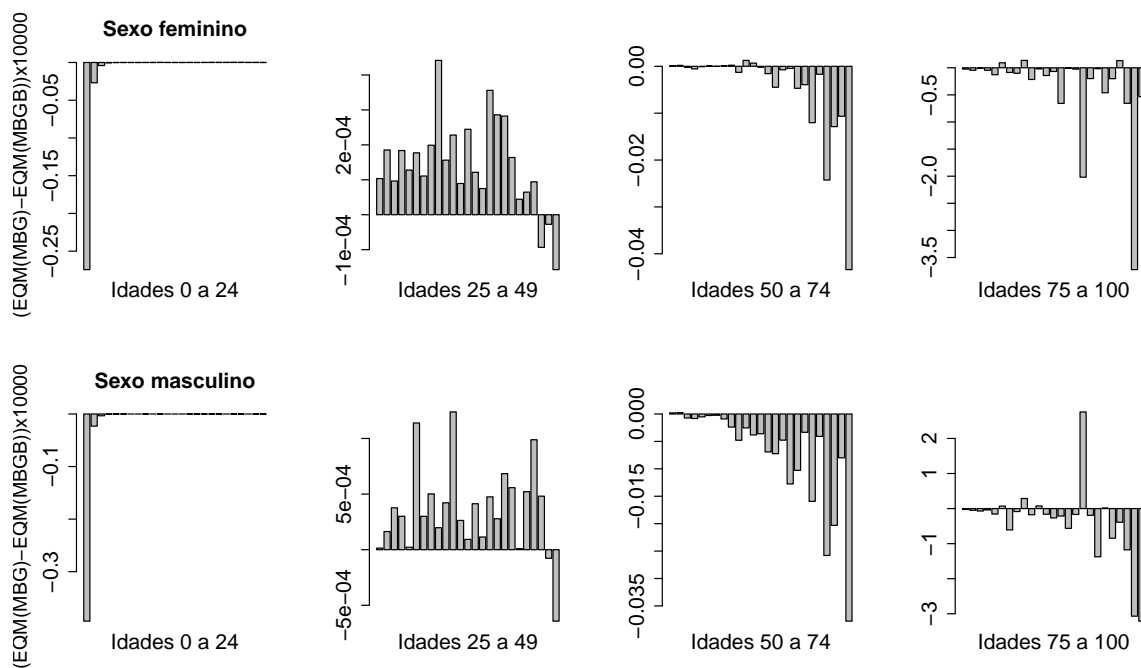 Sexo feminino
(EQM(MBG)−EQM(MBGB))x10000
−0.05
−0.15
−0.25
Idades 0 a 24
2e−04
−1e−04
Idades 25 a 49
0.00
−0.02
−0.04
Idades 50 a 74
−0.5
−2.0
−3.5
Idades 75 a 100
Sexo masculino
(EQM(MBG)−EQM(MBGB))x10000
−0.1
−0.3
Idades 0 a 24
5e−04
−5e−04
Idades 25 a 49
0.000
−0.015
−0.035
Idades 50 a 74
2
1
−1
−3
Idades 75 a 100